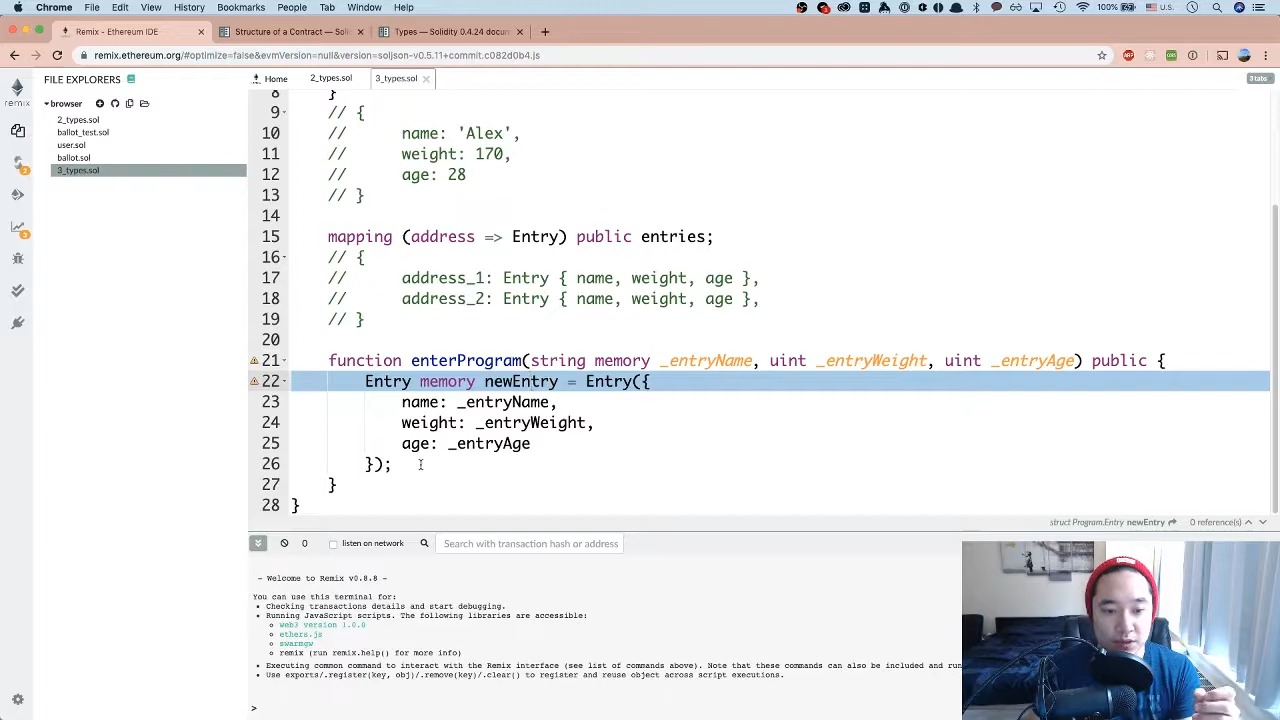 Chrome File Edit View History Bookmarks People Tab Window Help
100% U.S.
Remix - Ethereum IDE × Structure of a Contract — Solidi × Types — Solidity 0.4.24 docum × +
remix.ethereum.org/#optimize=false&evmVersion=null&version=soljson-v0.5.11+commit.c082d0b4.js
FILE EXPLORERS
Home 2_types.sol 3_types.sol
3 tabs
remix
browser
2_types.sol
ballot_test.sol
user.sol
ballot.sol
3_types.sol
8 }
9 // {
10 // name: 'Alex',
11 // weight: 170,
12 // age: 28
13 // }
14
15 mapping (address => Entry) public entries;
16 // {
17 // address_1: Entry { name, weight, age },
18 // address_2: Entry { name, weight, age },
19 // }
20
21 function enterProgram(string memory _entryName, uint _entryWeight, uint _entryAge) public {
22 Entry memory newEntry = Entry({
23 name: _entryName,
24 weight: _entryWeight,
25 age: _entryAge
26 });
27 }
28 }
struct Program.Entry newEntry 0 reference(s)
0 listen on network Search with transaction hash or address
- Welcome to Remix v0.8.8 -
You can use this terminal for:
• Checking transactions details and start debugging.
• Running JavaScript scripts. The following libraries are accessible:
○ web3 version 1.0.0
○ ethers.js
○ swarmgw
○ remix (run remix.help() for more info)
• Executing common command to interact with the Remix interface (see list of commands above). Note that these commands can also be included and run
• Use exports/.register(key, obj)/.remove(key)/.clear() to register and reuse object across script executions.
>